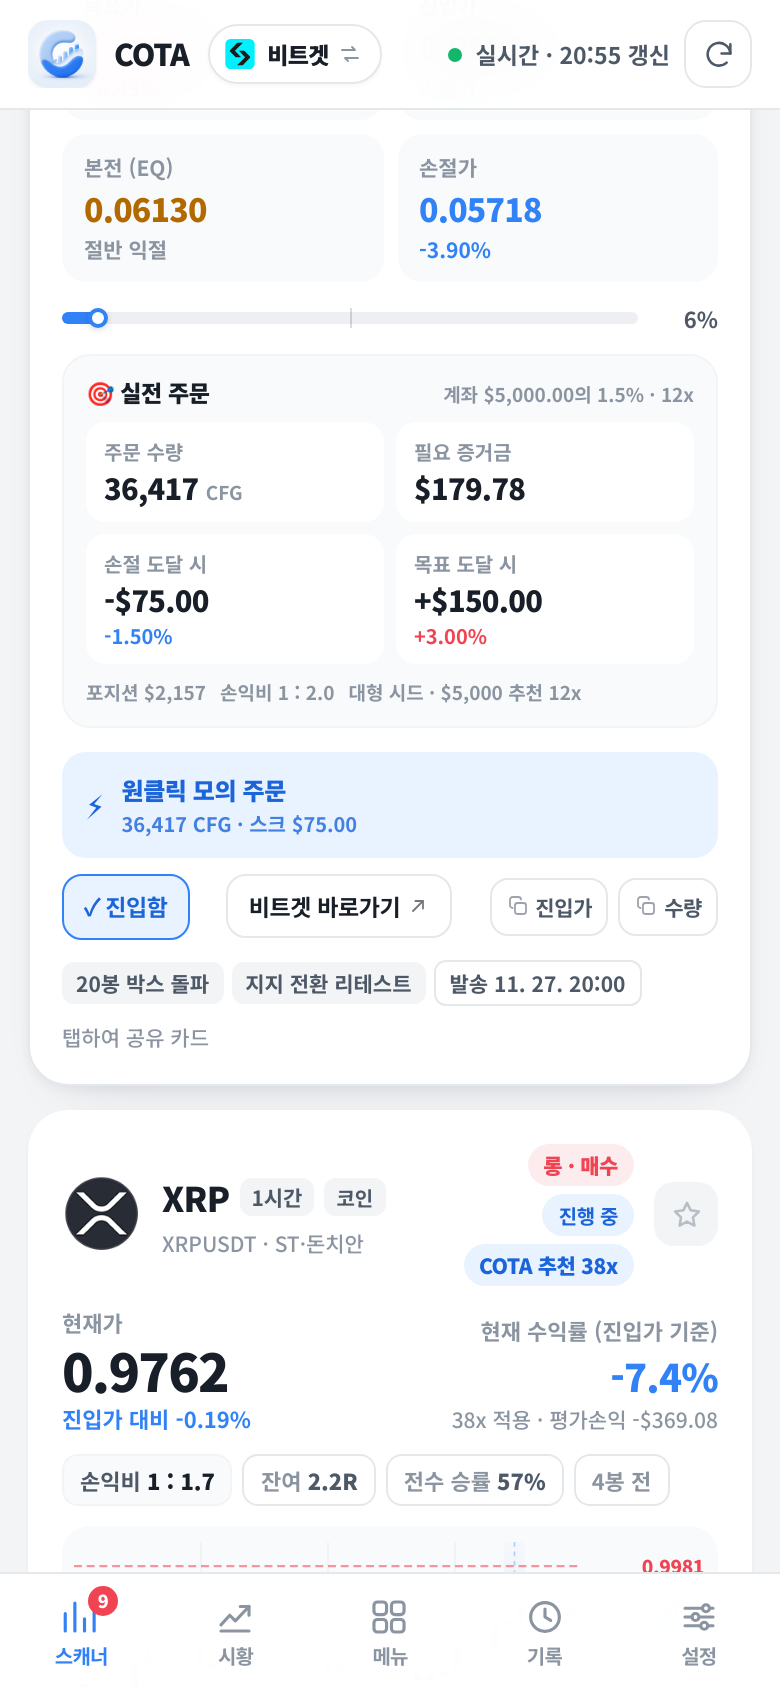 COTA
비트겟
실시간 · 20:55 갱신
본전 (EQ)
0.06130
절반 익절
손절가
0.05718
-3.90%
6%
실전 주문
계좌 $5,000.00의 1.5% · 12x
주문 수량
36,417 CFG
필요 증거금
$179.78
손절 도달 시
-$75.00
-1.50%
목표 도달 시
+$150.00
+3.00%
포지션 $2,157 손익비 1 : 2.0 대형 시드 · $5,000 추천 12x
원클릭 모의 주문
36,417 CFG · 스크 $75.00
✓ 진입함
비트겟 바로가기 ↗
진입가
수량
20봉 박스 돌파
지지 전환 리테스트
발송 11. 27. 20:00
탭하여 공유 카드
XRP
1시간
코인
XRPUSDT · ST·돈치안
롱 · 매수
진행 중
COTA 추천 38x
현재가
0.9762
진입가 대비 -0.19%
현재 수익률 (진입가 기준)
-7.4%
38x 적용 · 평가손익 -$369.08
손익비 1 : 1.7
잔여 2.2R
전수 승률 57%
4봉 전
0.9981
9
스캐너
시황
메뉴
기록
설정